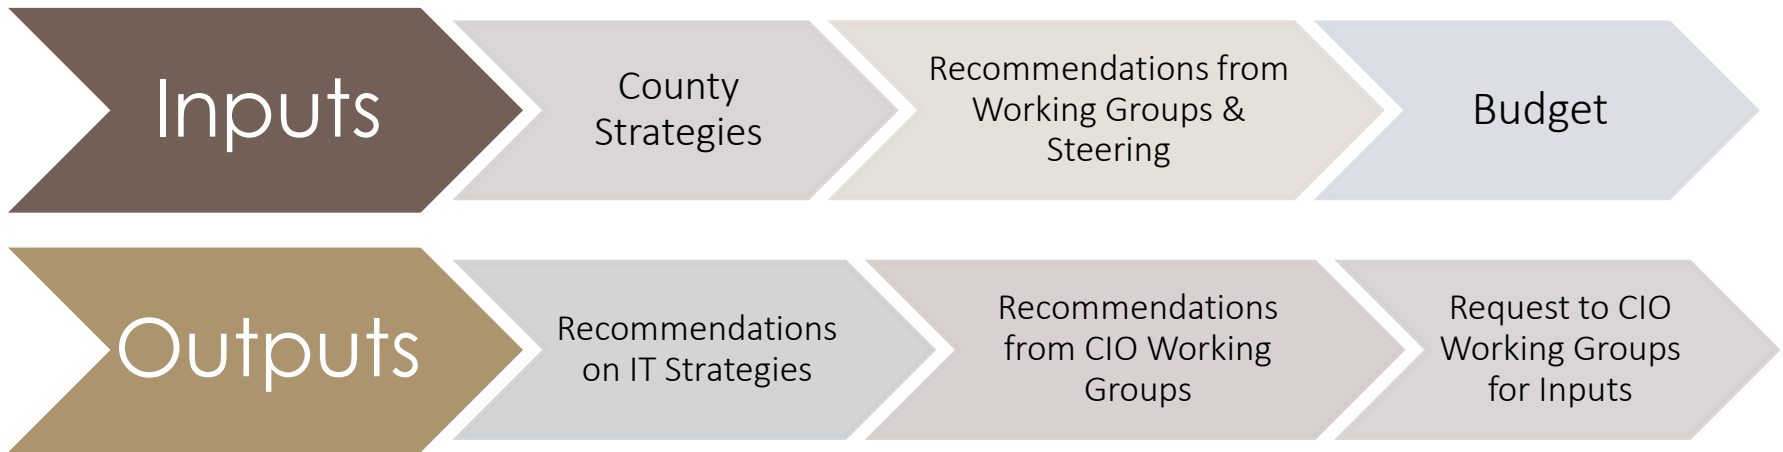 Inputs
County
Strategies
Recommendations from
Working Groups &
Steering
Budget
Outputs
Recommendations
on IT Strategies
Recommendations
from CIO Working
Groups
Request to CIO
Working Groups
for Inputs